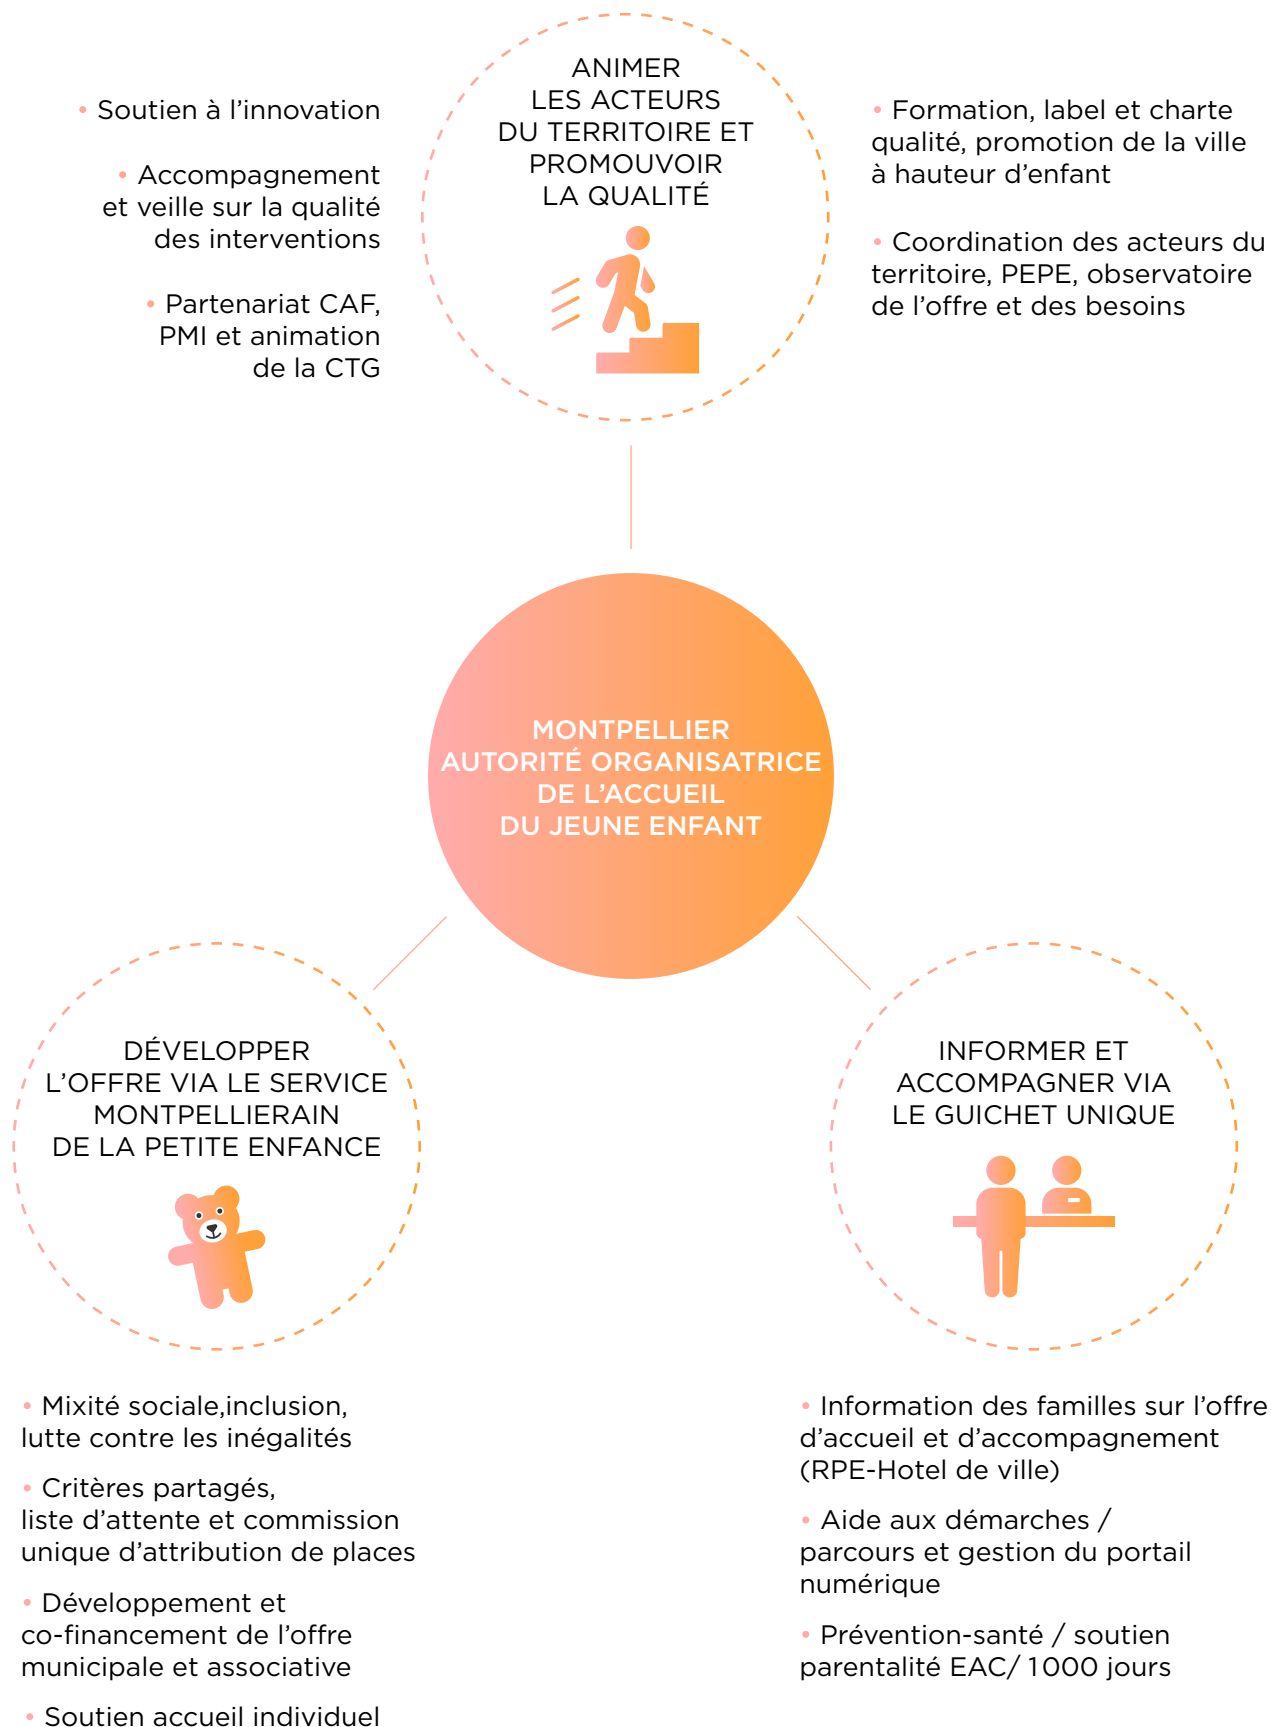 ANIMER
LES ACTEURS
DU TERRITOIRE ET
PROMOUVOIR
LA QUALITÉ
• Soutien à l’innovation
• Accompagnement
et veille sur la qualité
des interventions
• Partenariat CAF,
PMI et animation
de la CTG
• Formation, label et charte
qualité, promotion de la ville
à hauteur d’enfant
• Coordination des acteurs du
territoire, PEPE, observatoire
de l’offre et des besoins
MONTPELLIER
AUTORITÉ ORGANISATRICE
DE L’ACCUEIL
DU JEUNE ENFANT
DÉVELOPPER
L’OFFRE VIA LE SERVICE
MONTPELLIERAIN
DE LA PETITE ENFANCE
• Mixité sociale,inclusion,
lutte contre les inégalités
• Critères partagés,
liste d’attente et commission
unique d’attribution de places
• Développement et
co-financement de l’offre
municipale et associative
• Soutien accueil individuel
INFORMER ET
ACCOMPAGNER VIA
LE GUICHET UNIQUE
• Information des familles sur l’offre
d’accueil et d’accompagnement
(RPE-Hotel de ville)
• Aide aux démarches /
parcours et gestion du portail
numérique
• Prévention-santé / soutien
parentalité EAC/ 1000 jours